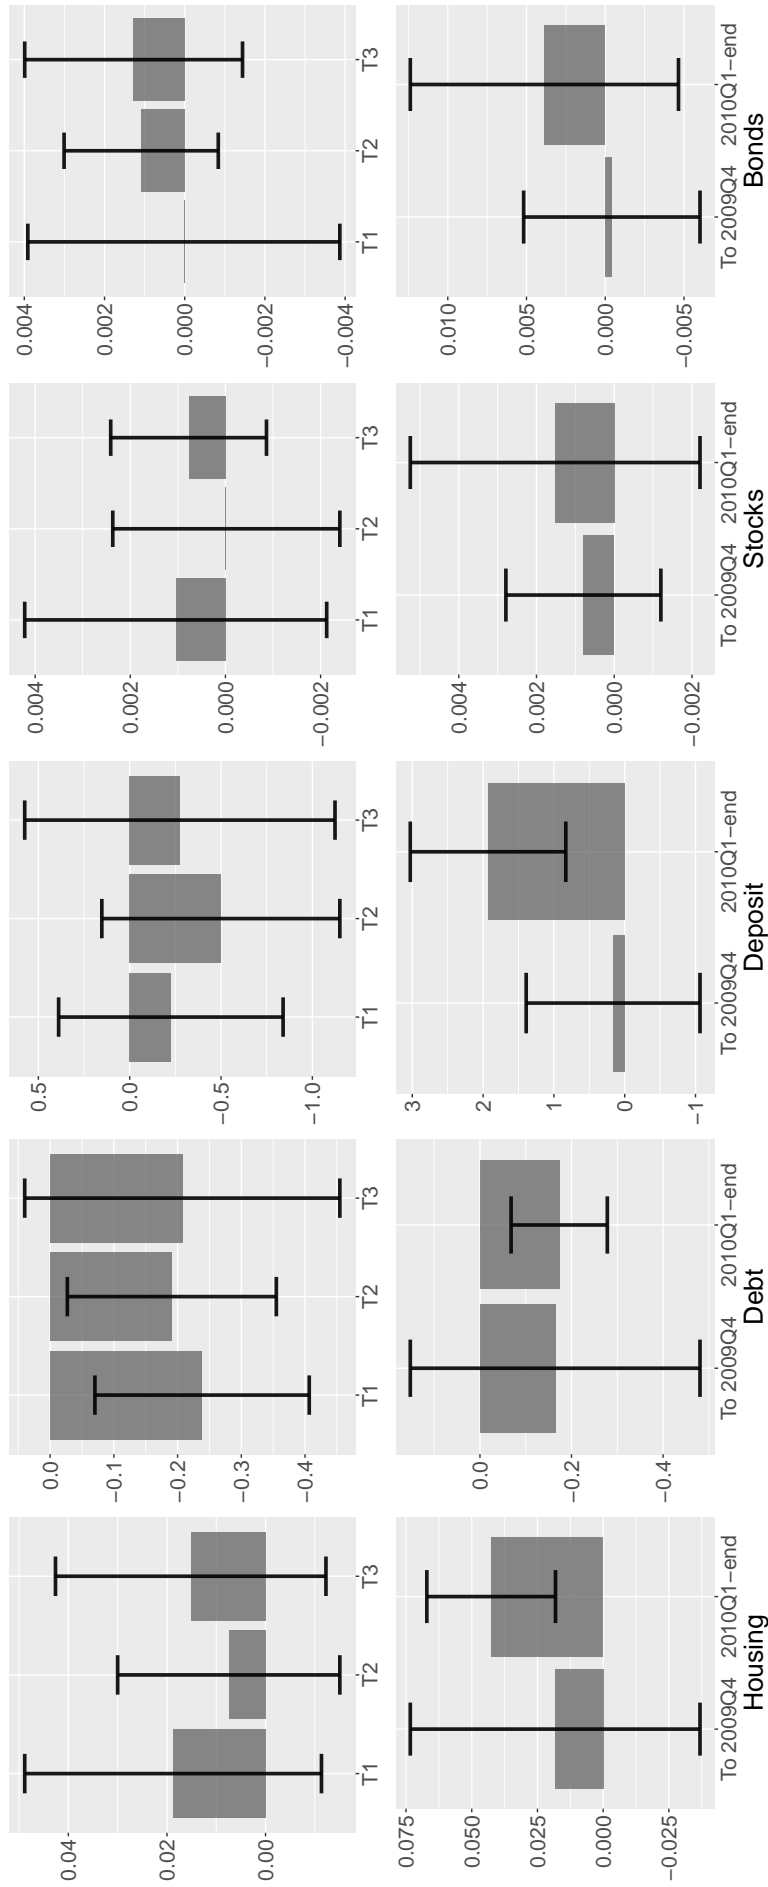 0.04
0.02
0.00
T1 T2 T3
0.0
−0.1
−0.2
−0.3
−0.4
T1 T2 T3
0.5
0.0
−0.5
−1.0
T1 T2 T3
0.004
0.002
0.000
−0.002
T1 T2 T3
0.004
0.002
0.000
−0.002
−0.004
T1 T2 T3
0.075
0.050
0.025
0.000
−0.025
To 2009Q4 2010Q1−end
Housing
0.0
−0.2
−0.4
To 2009Q4 2010Q1−end
Debt
3
2
1
0
−1
To 2009Q4 2010Q1−end
Deposit
0.004
0.002
0.000
−0.002
To 2009Q4 2010Q1−end
Stocks
0.010
0.005
0.000
−0.005
To 2009Q4 2010Q1−end
Bonds